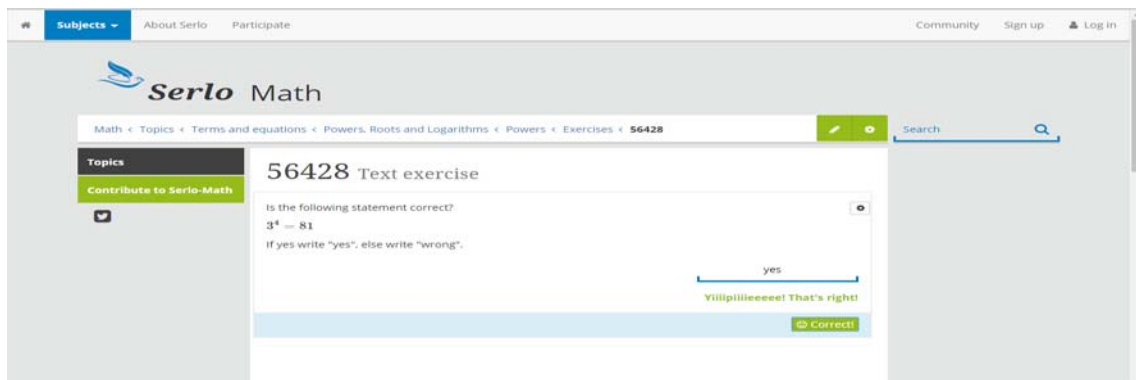 Subjects About Serlo Participate Community Sign up Log in
Serlo Math
Math < Topics < Terms and equations < Powers, Roots and Logarithms < Powers < Exercises < 56428
Search
Topics
Contribute to Serlo-Math
56428 Text exercise
Is the following statement correct?
3⁴ = 81
If yes write "yes", else write "wrong".
yes
Yiiiipiiiieeeee! That's right!
Correct!